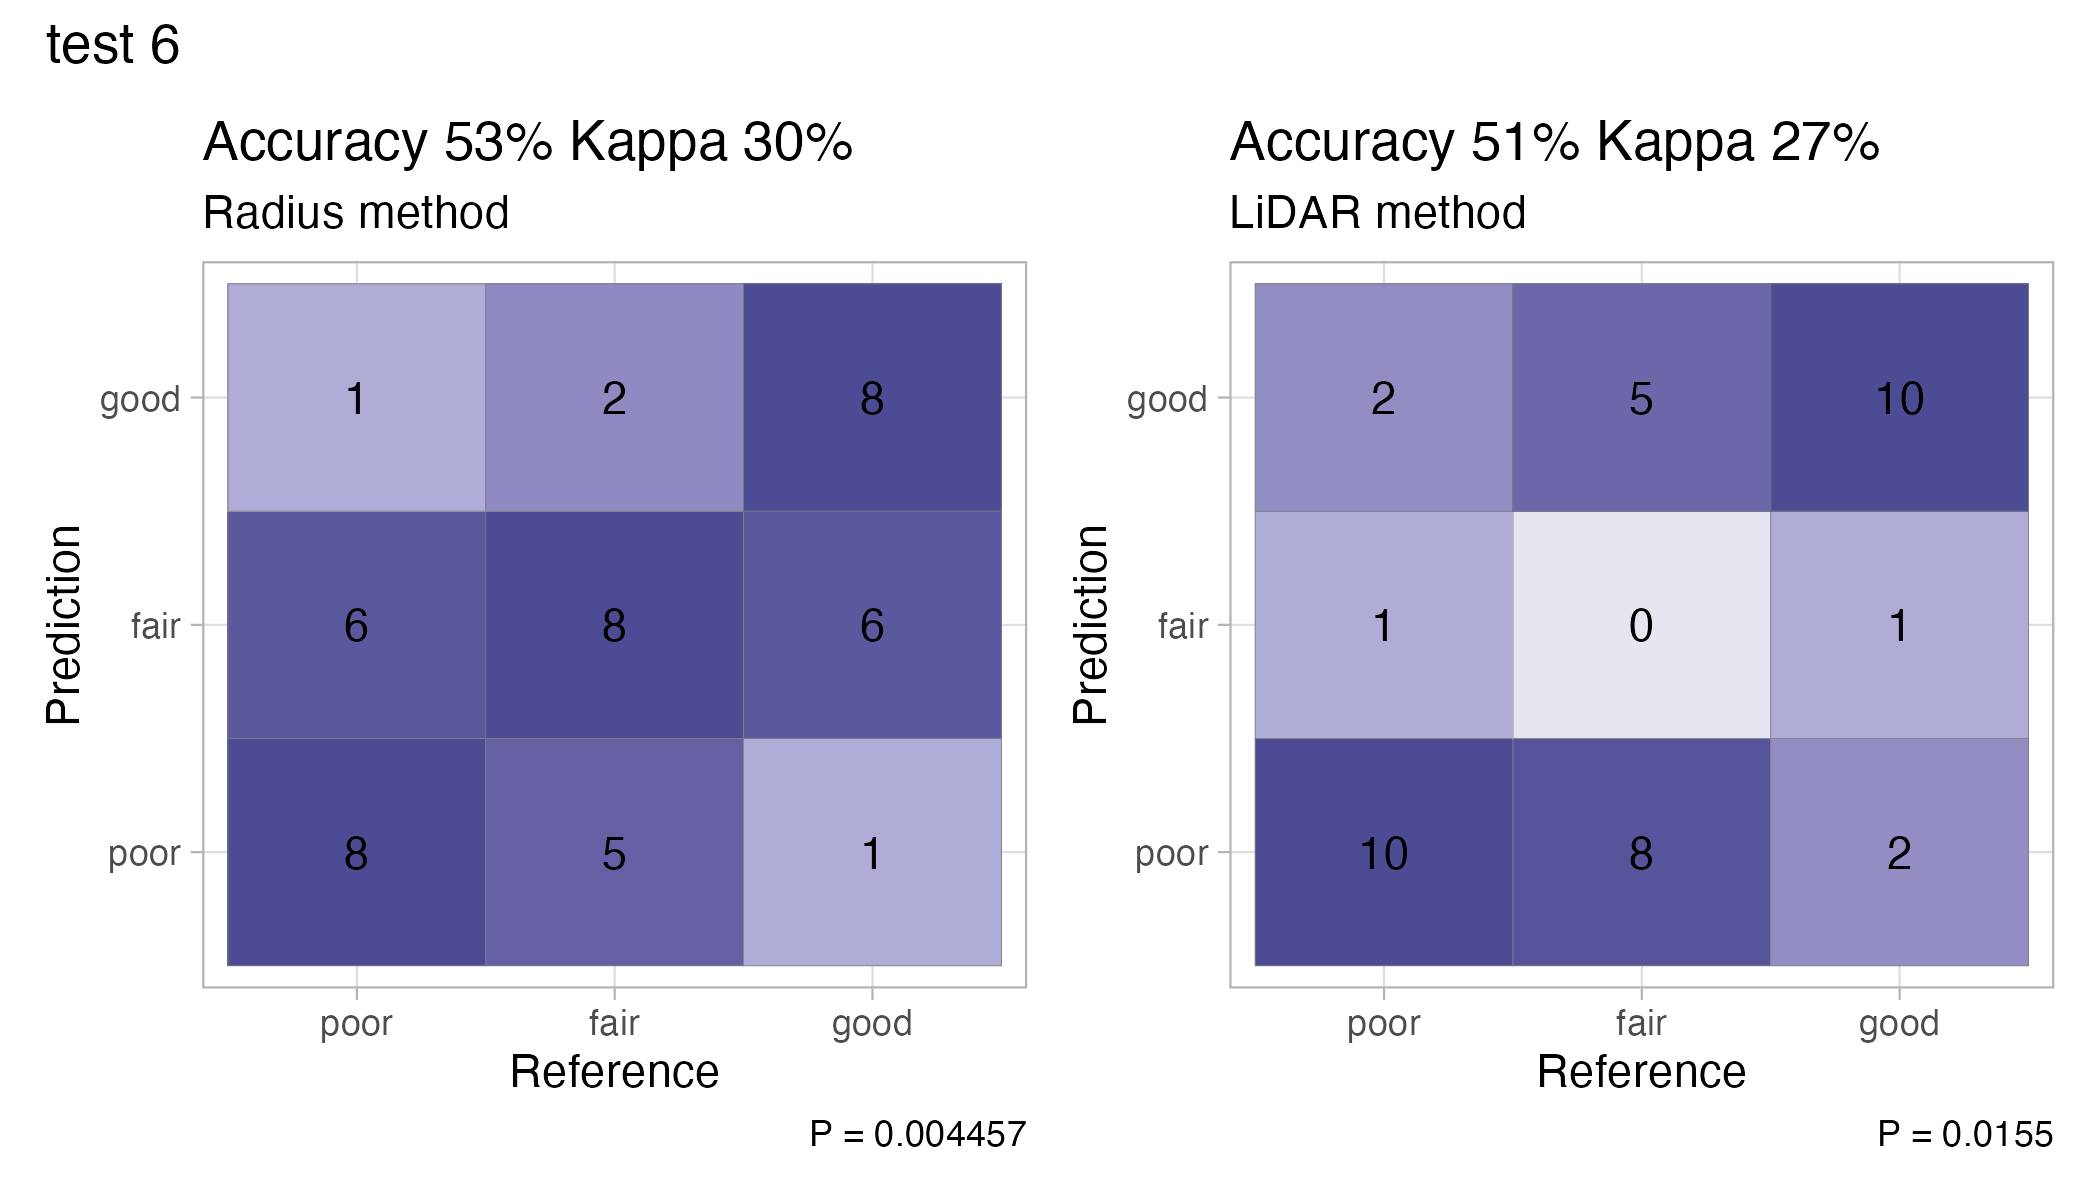 test 6
Accuracy 53% Kappa 30%
Radius method
good
1
2
8
fair
6
8
6
poor
8
5
1
Prediction
poor
fair
good
Reference
P = 0.004457
Accuracy 51% Kappa 27%
LiDAR method
good
2
5
10
fair
1
0
1
poor
10
8
2
Prediction
poor
fair
good
Reference
P = 0.0155